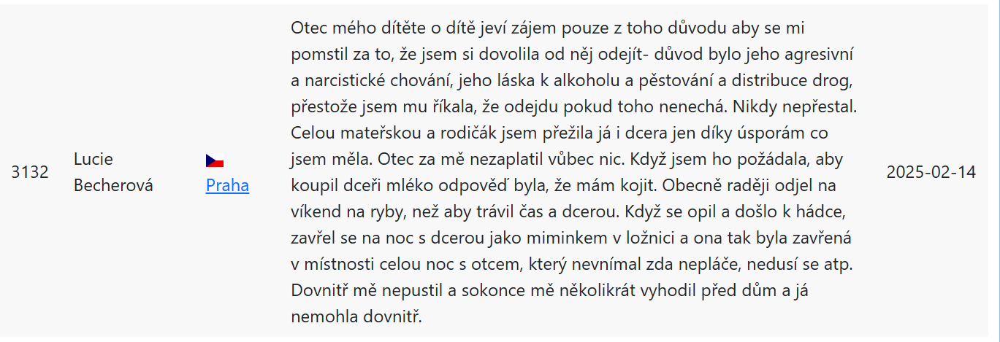 Otec mého dítěte o dítě jeví zájem pouze z toho důvodu aby se mi
pomstil za to, že jsem si dovolila od něj odejít- důvod bylo jeho agresivní
a narcistické chování, jeho láska k alkoholu a pěstování a distribuce drog,
přestože jsem mu říkala, že odejdu pokud toho nenechá. Nikdy nepřestal.
Celou mateřskou a rodičák jsem přežila já i dcera jen díky úsporám co
jsem měla. Otec za mě nezaplatil vůbec nic. Když jsem ho požádala, aby
koupil dceři mléko odpověď byla, že mám kojit. Obecně raději odjel na
víkend na ryby, než aby trávil čas a dcerou. Když se opil a došlo k hádce,
zavřel se na noc s dcerou jako miminkem v ložnici a ona tak byla zavřená
v místnosti celou noc s otcem, který nevnímal zda nepláče, nedusí se atp.
Dovnitř mě nepustil a sokonce mě několikrát vyhodil před dům a já
nemohla dovnitř.
3132
Lucie
Becherová
Praha
2025-02-14